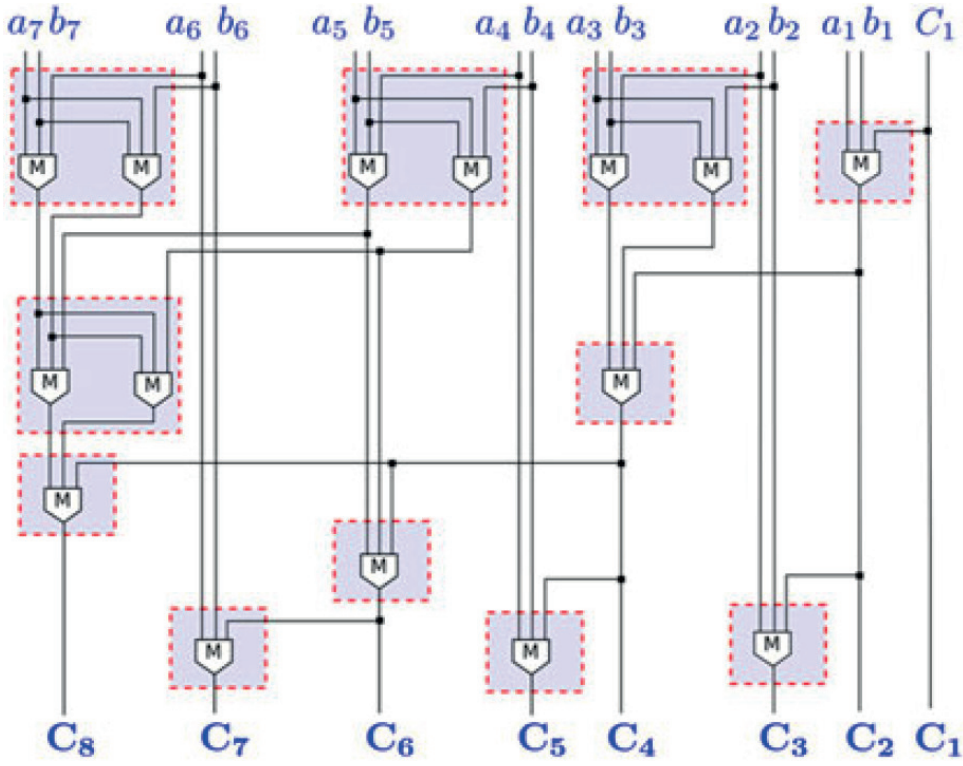 a₇ b₇ a₆ b₆ a₅ b₅ a₄ b₄ a₃ b₃ a₂ b₂ a₁ b₁ C₁
M M M M M M M
M M M
M
M
M M M
C₈ C₇ C₆ C₅ C₄ C₃ C₂ C₁